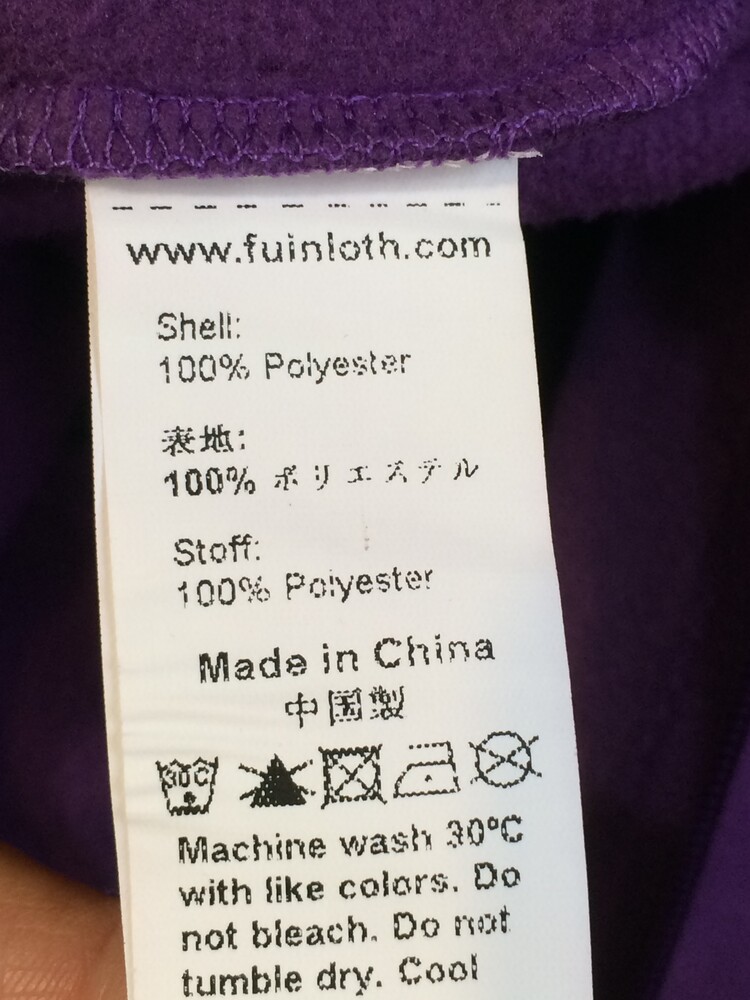 www.fuinloth.com
Shell:
100% Polyester
表地:
100% ポリエステル
Stoff:
100% Polyester
Made in China
中国製
30C
Machine wash 30°C
with like colors. Do
not bleach. Do not
tumble dry. Cool